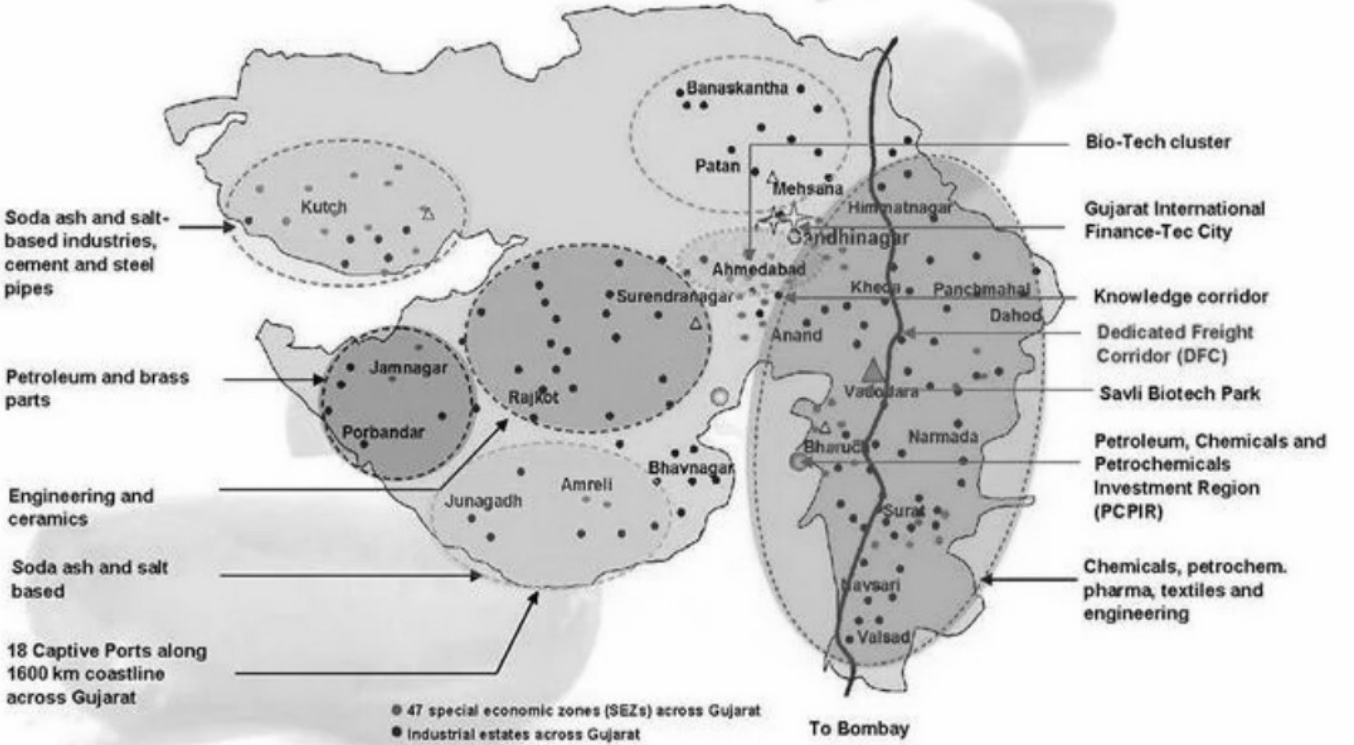 Soda ash and salt-
based industries,
cement and steel
pipes
Petroleum and brass
parts
Engineering and
ceramics
Soda ash and salt
based
18 Captive Ports along
1600 km coastline
across Gujarat
Banaskantha
Patan
Mehsana
Kutch
Himmatnagar
Gandhinagar
Ahmedabad
Surendranagar
Kheda
Panchmahal
Dahod
Anand
Jamnagar
Rajkot
Vadodara
Porbandar
Bharuch
Narmada
Bhavnagar
Amreli
Junagadh
Surat
Navsari
Valsad
Bio-Tech cluster
Gujarat International
Finance-Tec City
Knowledge corridor
Dedicated Freight
Corridor (DFC)
Savli Biotech Park
Petroleum, Chemicals and
Petrochemicals
Investment Region
(PCPIR)
Chemicals, petrochem.
pharma, textiles and
engineering
47 special economic zones (SEZs) across Gujarat
Industrial estates across Gujarat
To Bombay